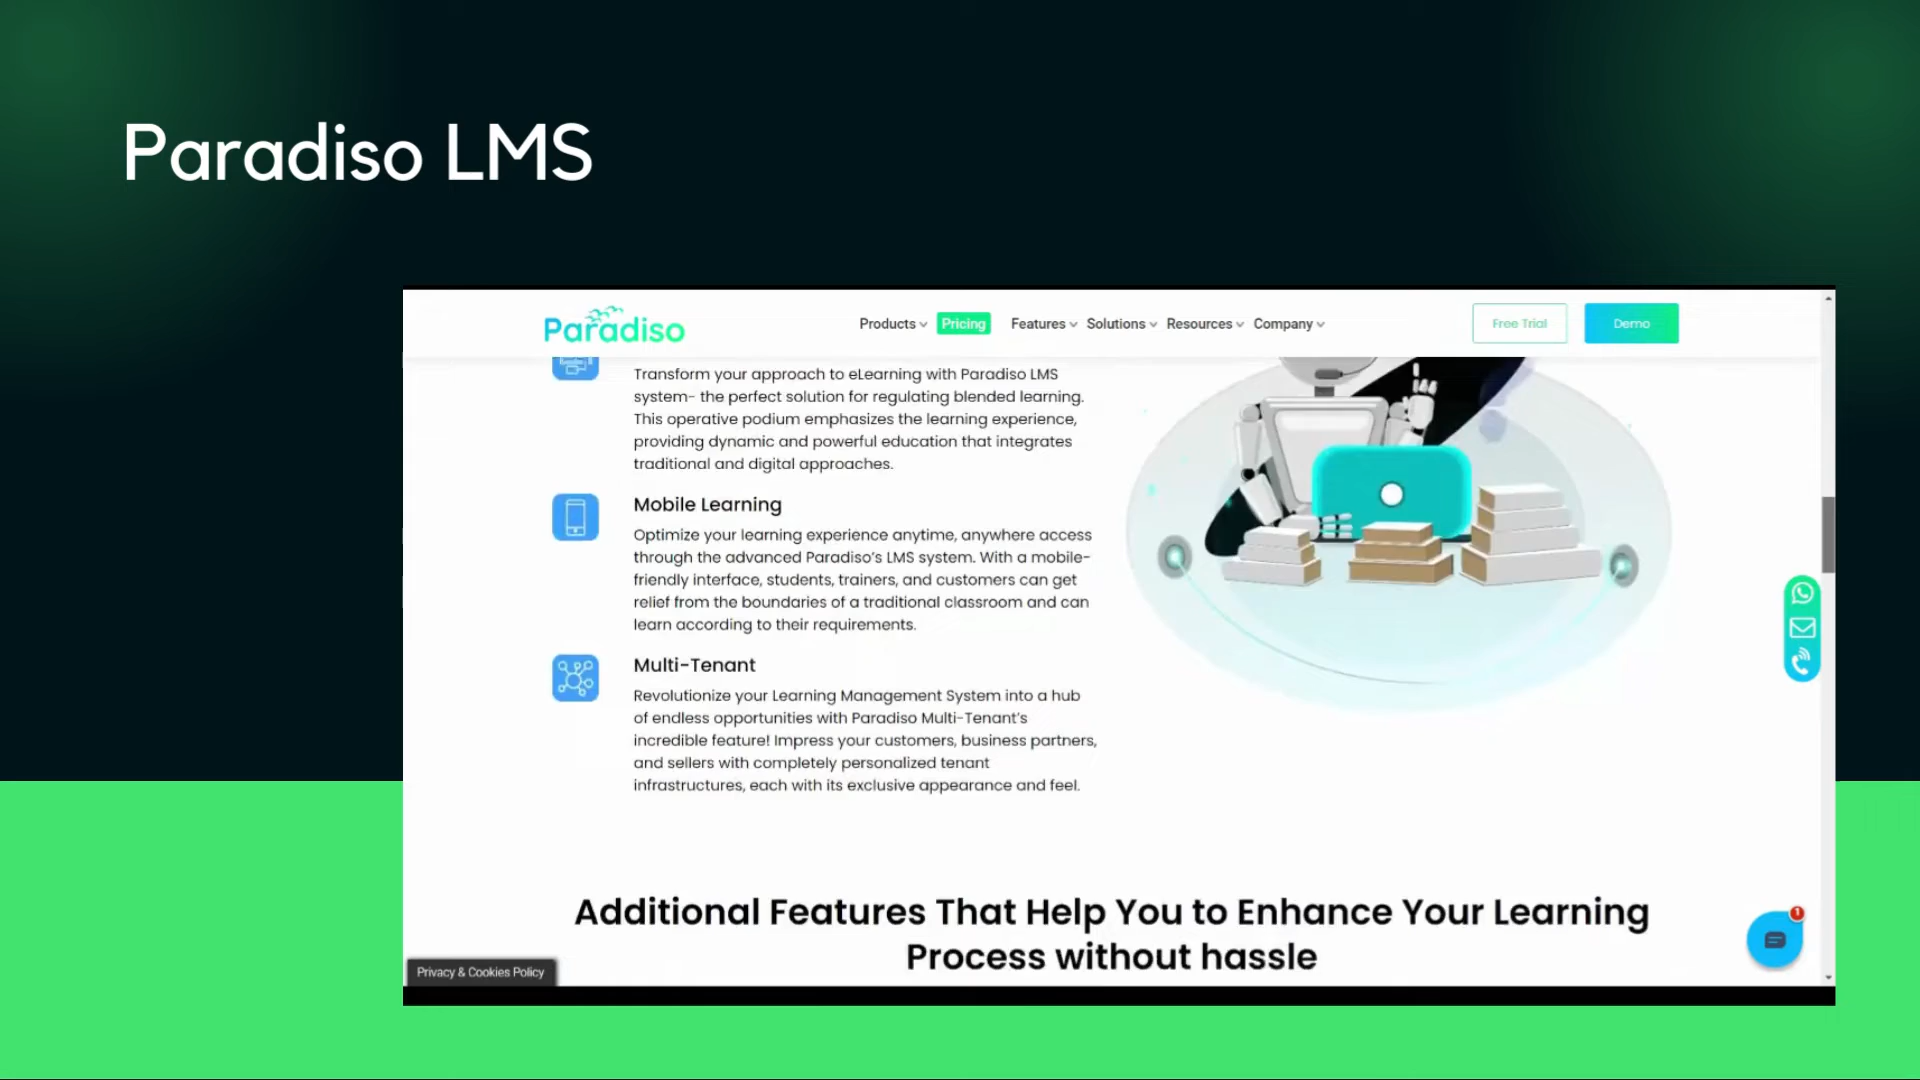 Paradiso LMS
Paradiso
Products
Pricing
Features
Solutions
Resources
Company
Free Trial
Demo
Transform your approach to eLearning with Paradiso LMS
system- the perfect solution for regulating blended learning.
This operative podium emphasizes the learning experience,
providing dynamic and powerful education that integrates
traditional and digital approaches.
Mobile Learning
Optimize your learning experience anytime, anywhere access
through the advanced Paradiso's LMS system. With a mobile-
friendly interface, students, trainers, and customers can get
relief from the boundaries of a traditional classroom and can
learn according to their requirements.
Multi-Tenant
Revolutionize your Learning Management System into a hub
of endless opportunities with Paradiso Multi-Tenant's
incredible feature! Impress your customers, business partners,
and sellers with completely personalized tenant
infrastructures, each with its exclusive appearance and feel.
Additional Features That Help You to Enhance Your Learning
Process without hassle
1
Privacy & Cookies Policy